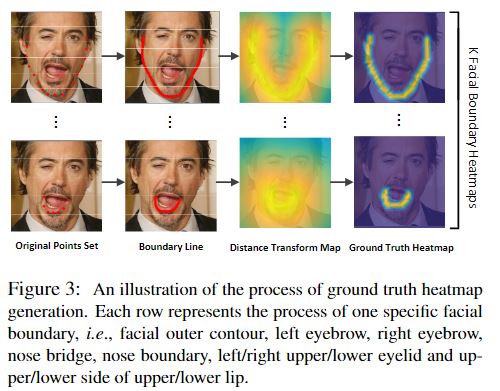 K Facial Boundary Heatmaps
Original Points Set
Boundary Line
Distance Transform Map
Ground Truth Heatmap
Figure 3: An illustration of the process of ground truth heatmap
generation. Each row represents the process of one specific facial
boundary, i.e., facial outer contour, left eyebrow, right eyebrow,
nose bridge, nose boundary, left/right upper/lower eyelid and up-
per/lower side of upper/lower lip.